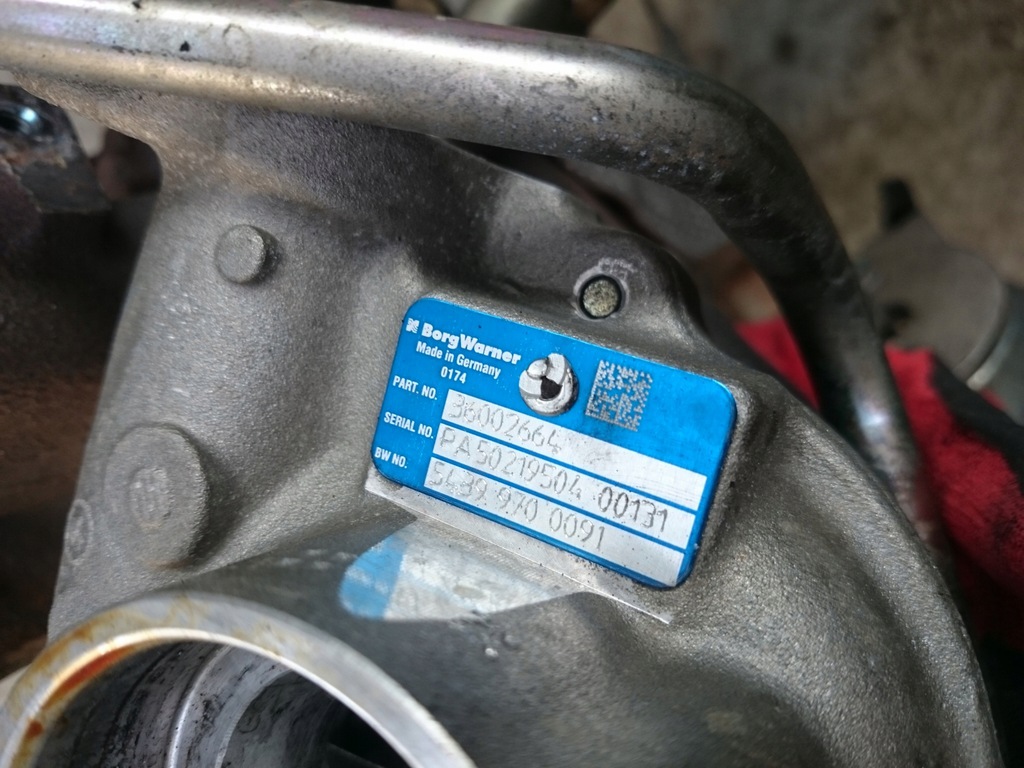 BorgWarner
Made in Germany
0174
PART. NO. 36002664
SERIAL NO. PA50219504 00131
BW NO. 5439 970 0091